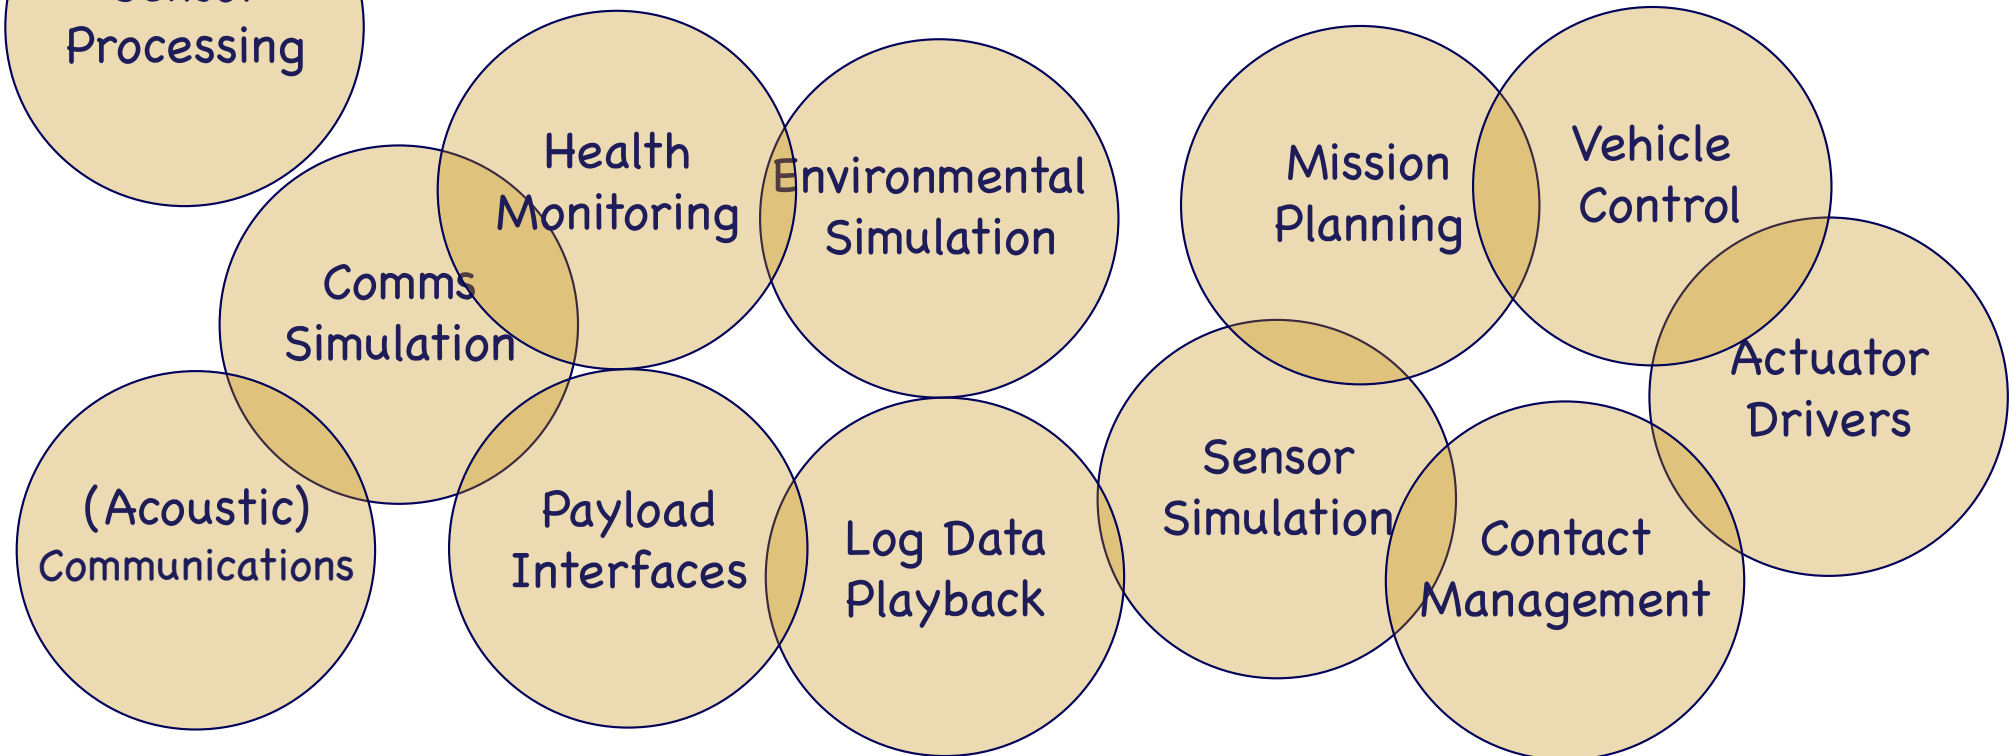 Processing
Health
Monitoring
Environmental
Simulation
Mission
Planning
Vehicle
Control
Comms
Simulation
Actuator
Drivers
(Acoustic)
Communications
Payload
Interfaces
Log Data
Playback
Sensor
Simulation
Contact
Management